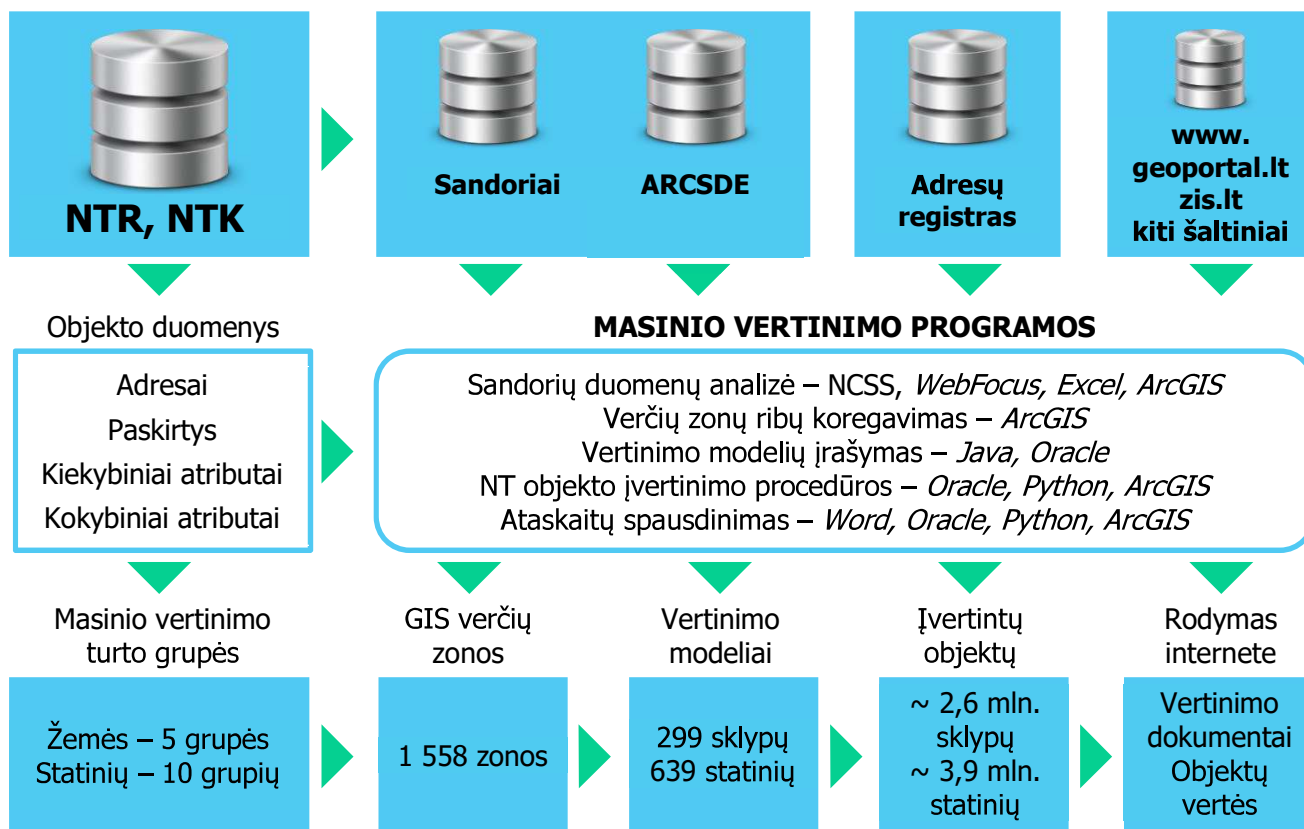 NTR, NTK
Sandoriai
ARCSDE
Adresų
registras
www.
geoportal.lt
zis.lt
kiti šaltiniai
Objekto duomenys
Adresai
Paskirtys
Kiekybiniai atributai
Kokybiniai atributai
MASINIO VERTINIMO PROGRAMOS
Sandorių duomenų analizė – NCSS, WebFocus, Excel, ArcGIS
Verčių zonų ribų koregavimas – ArcGIS
Vertinimo modelių įrašymas – Java, Oracle
NT objekto įvertinimo procedūros – Oracle, Python, ArcGIS
Ataskaitų spausdinimas – Word, Oracle, Python, ArcGIS
Masinio vertinimo
turto grupės
Žemės – 5 grupės
Statinių – 10 grupių
GIS verčių
zonos
1 558 zonos
Vertinimo
modeliai
299 sklypų
639 statinių
Įvertintų
objektų
~ 2,6 mln.
sklypų
~ 3,9 mln.
statinių
Rodymas
internete
Vertinimo
dokumentai
Objektų
vertės